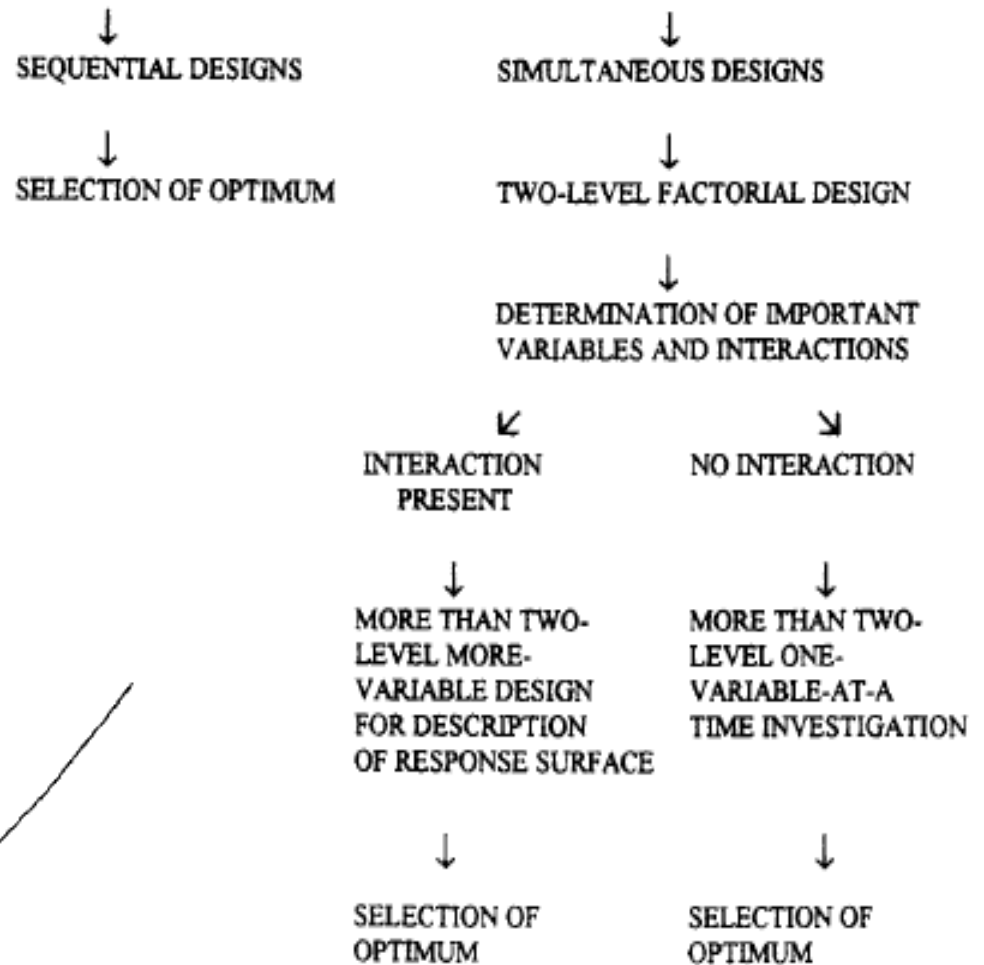 SEQUENTIAL DESIGNS
SIMULTANEOUS DESIGNS
SELECTION OF OPTIMUM
TWO-LEVEL FACTORIAL DESIGN
DETERMINATION OF IMPORTANT
VARIABLES AND INTERACTIONS
INTERACTION
PRESENT
NO INTERACTION
MORE THAN TWO-
LEVEL MORE-
VARIABLE DESIGN
FOR DESCRIPTION
OF RESPONSE SURFACE
MORE THAN TWO-
LEVEL ONE-
VARIABLE-AT-A
TIME INVESTIGATION
SELECTION OF
OPTIMUM
SELECTION OF
OPTIMUM